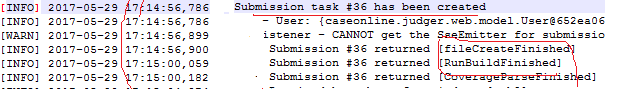 [INFO] 2017-05-29 17:14:56,786 Submission task #36 has been created
[INFO] 2017-05-29 17:14:56,786 - User: {caseonline.judger.web.model.User@652ea06
[WARN] 2017-05-29 17:14:56,899 istener - CANNOT get the SseEmitter for submissio
[INFO] 2017-05-29 17:14:56,900 Submission #36 returned [fileCreateFinished]
[INFO] 2017-05-29 17:15:00,059 Submission #36 returned [RunBuildFinished]
[INFO] 2017-05-29 17:15:00,182 Submission #36 returned [CoverageParseFinished]